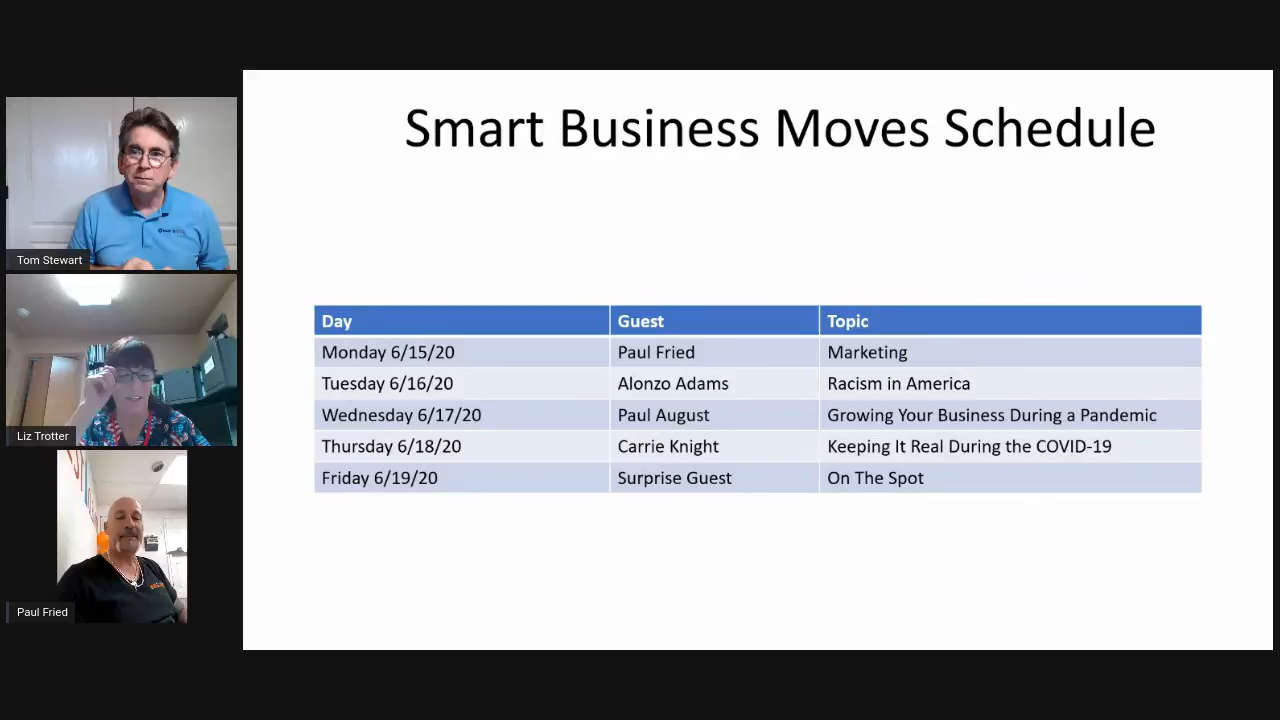 Smart Business Moves Schedule
Day Guest Topic
Monday 6/15/20 Paul Fried Marketing
Tuesday 6/16/20 Alonzo Adams Racism in America
Wednesday 6/17/20 Paul August Growing Your Business During a Pandemic
Thursday 6/18/20 Carrie Knight Keeping It Real During the COVID-19
Friday 6/19/20 Surprise Guest On The Spot
Tom Stewart
Liz Trotter
Paul Fried